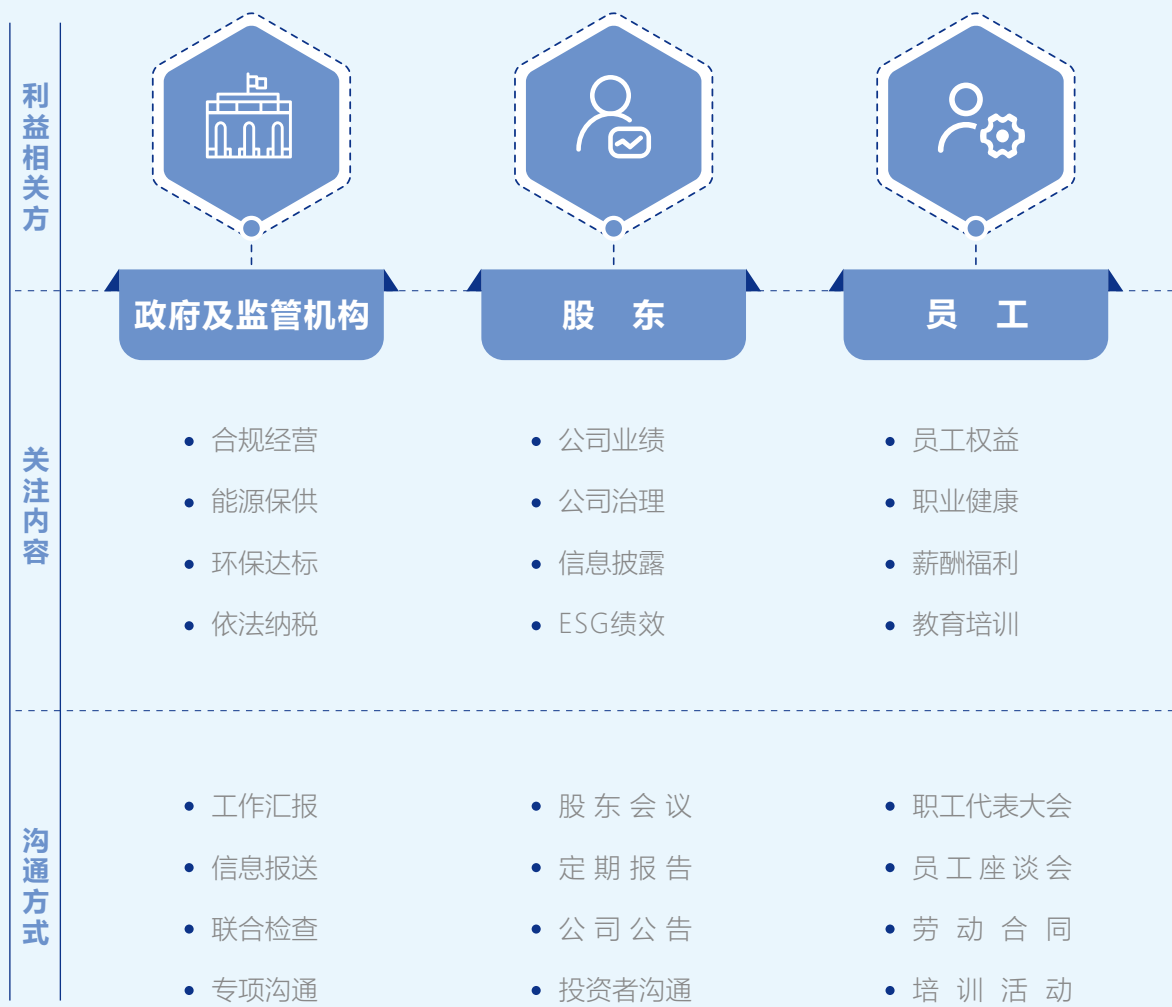 利益相关方
政府及监管机构
股 东
员 工
关注内容
合规经营
能源保供
环保达标
依法纳税
公司业绩
公司治理
信息披露
ESG绩效
员工权益
职业健康
薪酬福利
教育培训
沟通方式
工作汇报
信息报送
联合检查
专项沟通
股东会议
定期报告
公司公告
投资者沟通
职工代表大会
员工座谈会
劳动合同
培训活动